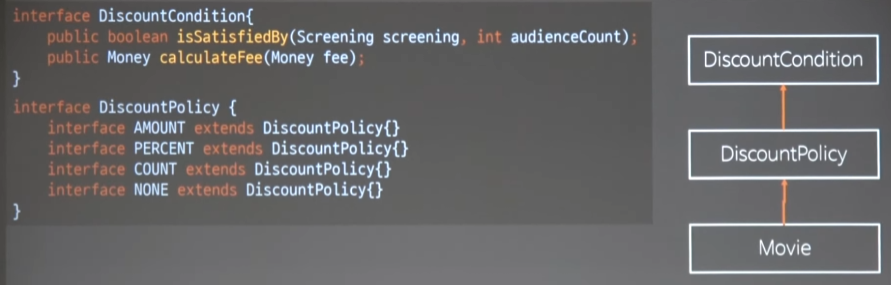 interface DiscountCondition{
    public boolean isSatisfiedBy(Screening screening, int audienceCount);
    public Money calculateFee(Money fee);
}
interface DiscountPolicy {
    interface AMOUNT extends DiscountPolicy{}
    interface PERCENT extends DiscountPolicy{}
    interface COUNT extends DiscountPolicy{}
    interface NONE extends DiscountPolicy{}
}
DiscountCondition
DiscountPolicy
Movie